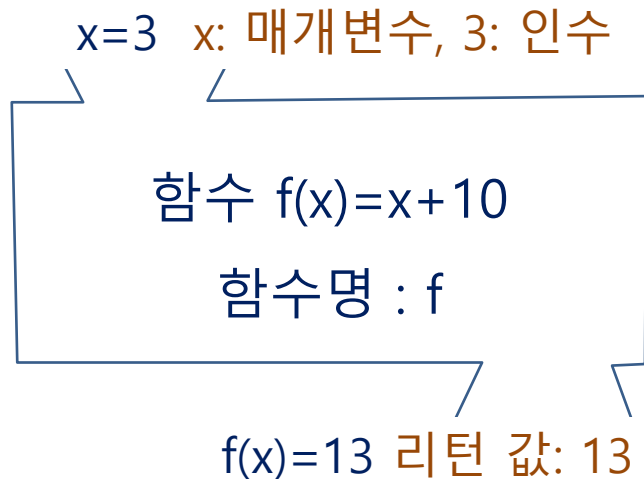 x=3 x: 매개변수, 3: 인수
함수 f(x)=x+10
함수명 : f
f(x)=13 리턴 값: 13